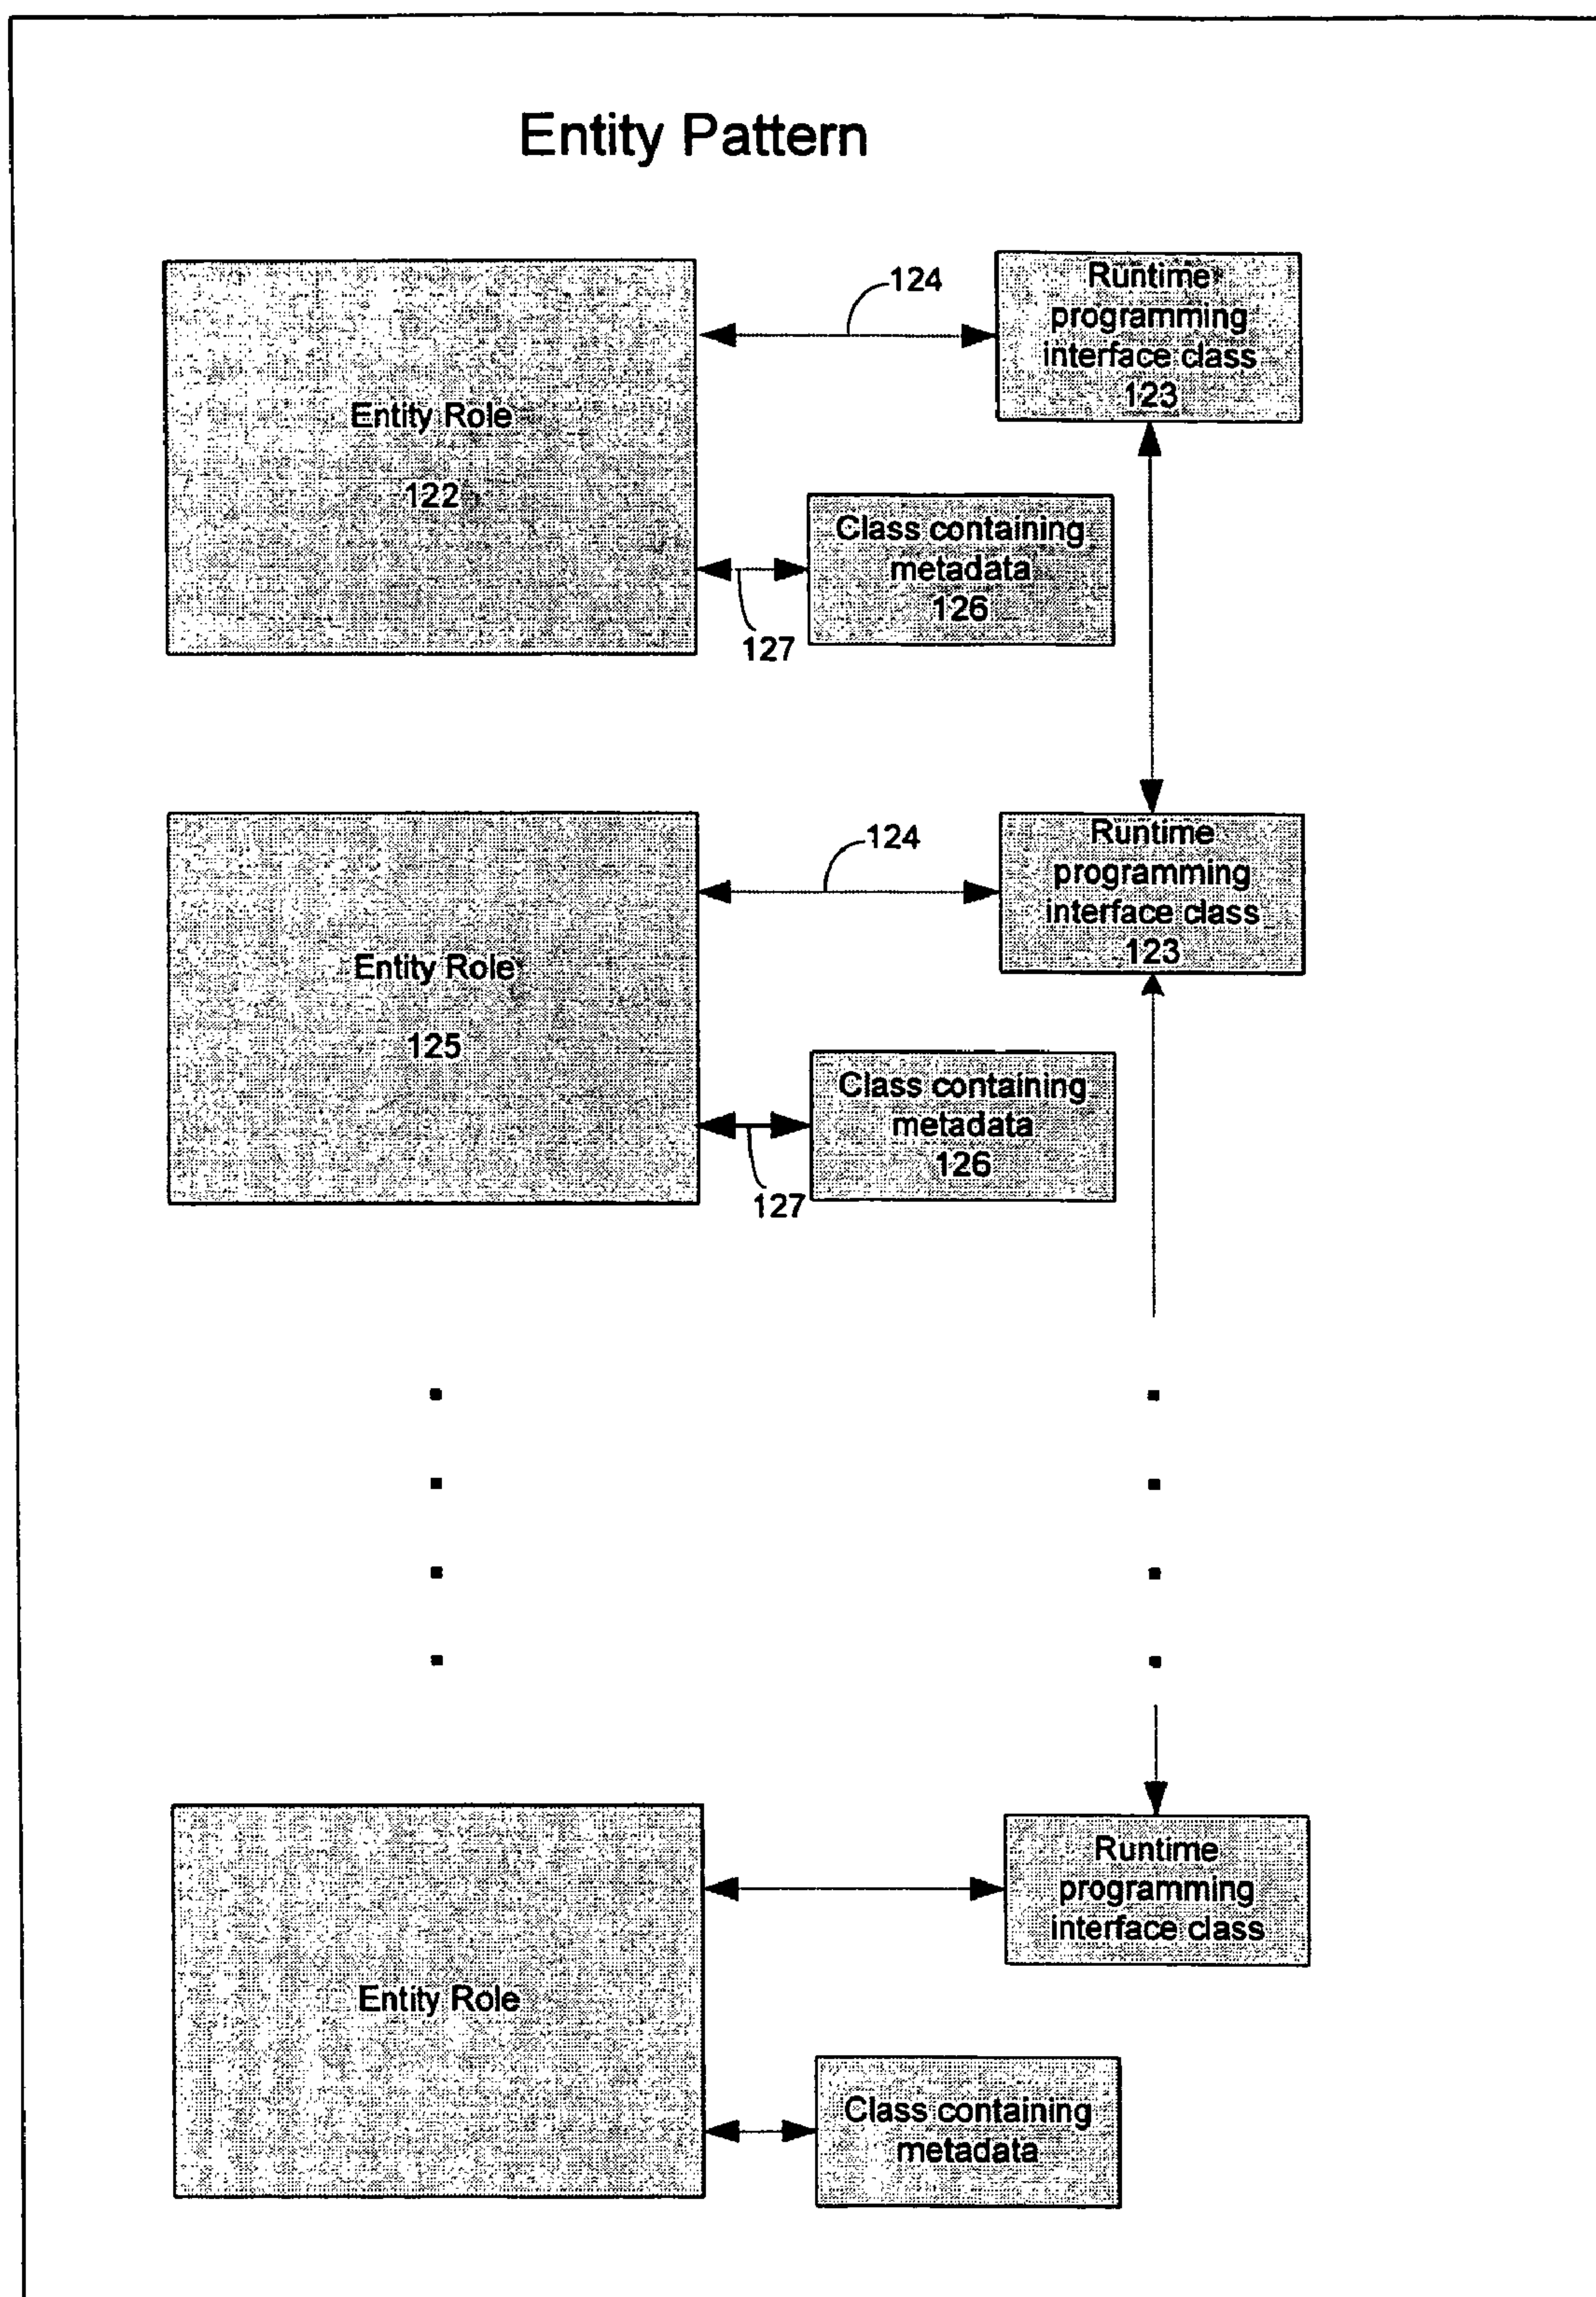 Entity Pattern
124
Runtime
programming
interface class
123
Entity Role
122
Class containing
metadata
126
127
124
Runtime
programming
interface class
123
Entity Role
125
Class containing
metadata
126
127
Runtime
programming
interface class
Entity Role
Class containing
metadata